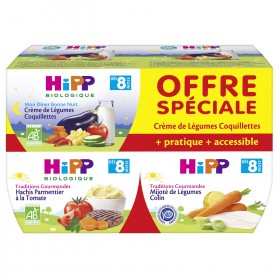 HiPP
BIOLOGIQUE
DÈS 8 MOIS
Mon Dîner Bonne Nuit
Crème de Légumes
Coquillettes
AB
OFFRE
SPÉCIALE
Crème de Légumes Coquillettes
+ pratique + accessible
HiPP
BIOLOGIQUE
DÈS 8 MOIS
Traditions Gourmandes
Hachis Parmentier
à la Tomate
AB
HiPP
DÈS 8 MOIS
Traditions Gourmandes
Mijoté de Légumes
Colin